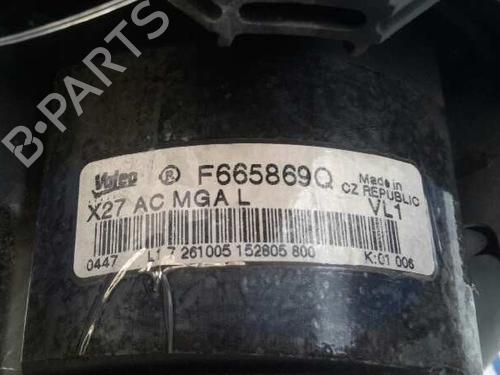 B-PARTS
Valeo ® F665869Q Made in
CZ REPUBLIC
X27 AC MGA L VL1
0447 L1 7 261005 152805 800 K:01 006